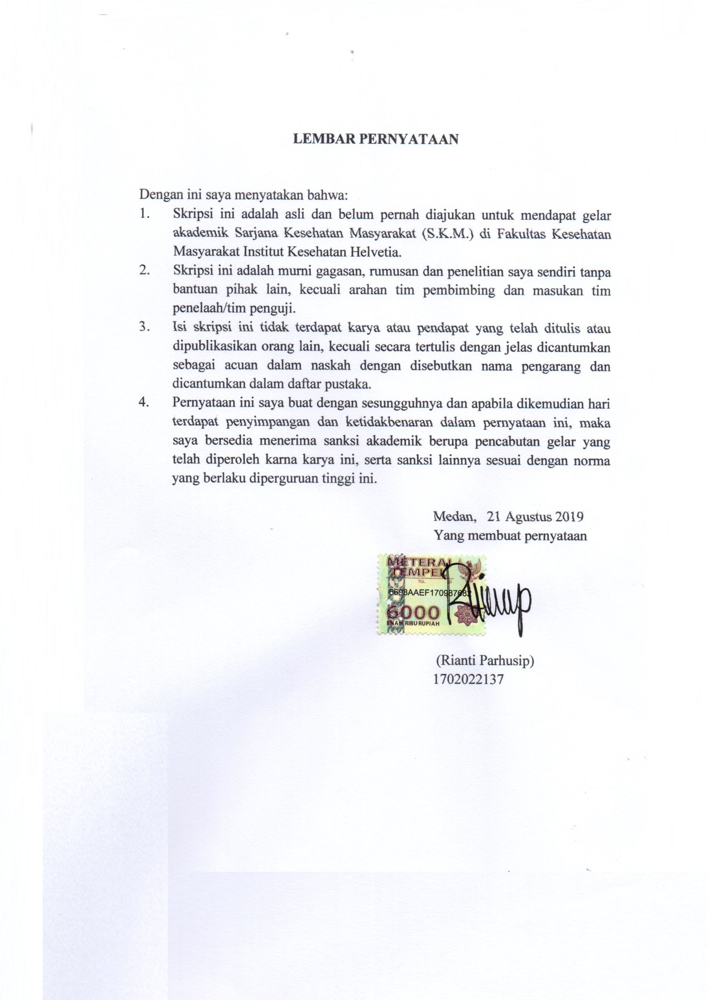 LEMBAR PERNYATAAN
Dengan ini saya menyatakan bahwa:
1. Skripsi ini adalah asli dan belum pernah diajukan untuk mendapat gelar
akademik Sarjana Kesehatan Masyarakat (S.K.M.) di Fakultas Kesehatan
Masyarakat Institut Kesehatan Helvetia.
2. Skripsi ini adalah murni gagasan, rumusan dan penelitian saya sendiri tanpa
bantuan pihak lain, kecuali arahan tim pembimbing dan masukan tim
penelaah/tim penguji.
3. Isi skripsi ini tidak terdapat karya atau pendapat yang telah ditulis atau
dipublikasikan orang lain, kecuali secara tertulis dengan jelas dicantumkan
sebagai acuan dalam naskah dengan disebutkan nama pengarang dan
dicantumkan dalam daftar pustaka.
4. Pernyataan ini saya buat dengan sesungguhnya dan apabila dikemudian hari
terdapat penyimpangan dan ketidakbenaran dalam pernyataan ini, maka
saya bersedia menerima sanksi akademik berupa pencabutan gelar yang
telah diperoleh karna karya ini, serta sanksi lainnya sesuai dengan norma
yang berlaku diperguruan tinggi ini.
Medan, 21 Agustus 2019
Yang membuat pernyataan
METERAI
TEMPEL
TGL.
6698AAEF170987682
6000
ENAM RIBU RUPIAH
(Rianti Parhusip)
1702022137